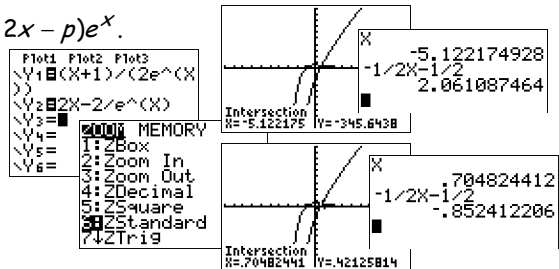 2x - p)eˣ.
Plot1 Plot2 Plot3
\Y₁=(X+1)/(2e^(X
))
\Y₂=2X-2/e^(X)
\Y₃=
\Y₄=
\Y₅=
\Y₆=
ZOOM MEMORY
1:ZBox
2:Zoom In
3:Zoom Out
4:ZDecimal
5:ZSquare
6:ZStandard
7↓ZTrig
Intersection
X=-5.122175 Y=-345.6438
X
-5.122174928
-1/2X-1/2
2.061087464
Intersection
X=.70482441 Y=.42125814
X
.704824412
-1/2X-1/2
-.852412206